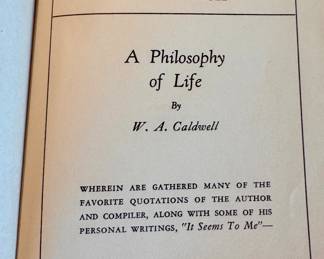 A Philosophy
of Life
By
W. A. Caldwell
WHEREIN ARE GATHERED MANY OF THE
FAVORITE QUOTATIONS OF THE AUTHOR
AND COMPILER, ALONG WITH SOME OF HIS
PERSONAL WRITINGS, "It Seems To Me"—